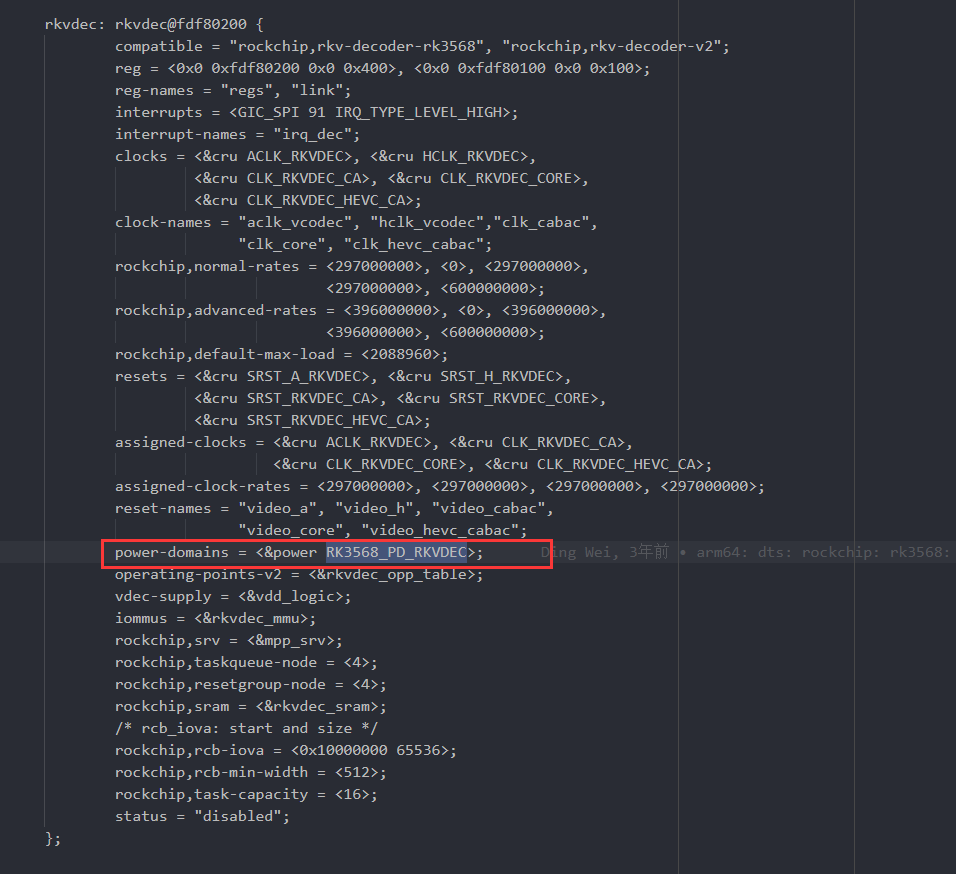 rkvdec: rkvdec@fdf80200 {
compatible = "rockchip,rkv-decoder-rk3568", "rockchip,rkv-decoder-v2";
reg = <0x0 0xfdf80200 0x0 0x400>, <0x0 0xfdf80100 0x0 0x100>;
reg-names = "regs", "link";
interrupts = <GIC_SPI 91 IRQ_TYPE_LEVEL_HIGH>;
interrupt-names = "irq_dec";
clocks = <&cru ACLK_RKVDEC>, <&cru HCLK_RKVDEC>,
<&cru CLK_RKVDEC_CA>, <&cru CLK_RKVDEC_CORE>,
<&cru CLK_RKVDEC_HEVC_CA>;
clock-names = "aclk_vcodec", "hclk_vcodec","clk_cabac",
"clk_core", "clk_hevc_cabac";
rockchip,normal-rates = <297000000>, <0>, <297000000>,
<297000000>, <600000000>;
rockchip,advanced-rates = <396000000>, <0>, <396000000>,
<396000000>, <600000000>;
rockchip,default-max-load = <2088960>;
resets = <&cru SRST_A_RKVDEC>, <&cru SRST_H_RKVDEC>,
<&cru SRST_RKVDEC_CA>, <&cru SRST_RKVDEC_CORE>,
<&cru SRST_RKVDEC_HEVC_CA>;
assigned-clocks = <&cru ACLK_RKVDEC>, <&cru CLK_RKVDEC_CA>,
<&cru CLK_RKVDEC_CORE>, <&cru CLK_RKVDEC_HEVC_CA>;
assigned-clock-rates = <297000000>, <297000000>, <297000000>, <297000000>;
reset-names = "video_a", "video_h", "video_cabac",
"video_core", "video_hevc_cabac";
power-domains = <&power RK3568_PD_RKVDEC>; Ding Wei, 3年前 • arm64: dts: rockchip: rk3568:
operating-points-v2 = <&rkvdec_opp_table>;
vdec-supply = <&vdd_logic>;
iommus = <&rkvdec_mmu>;
rockchip,srv = <&mpp_srv>;
rockchip,taskqueue-node = <4>;
rockchip,resetgroup-node = <4>;
rockchip,sram = <&rkvdec_sram>;
/* rcb_iova: start and size */
rockchip,rcb-iova = <0x10000000 65536>;
rockchip,rcb-min-width = <512>;
rockchip,task-capacity = <16>;
status = "disabled";
};